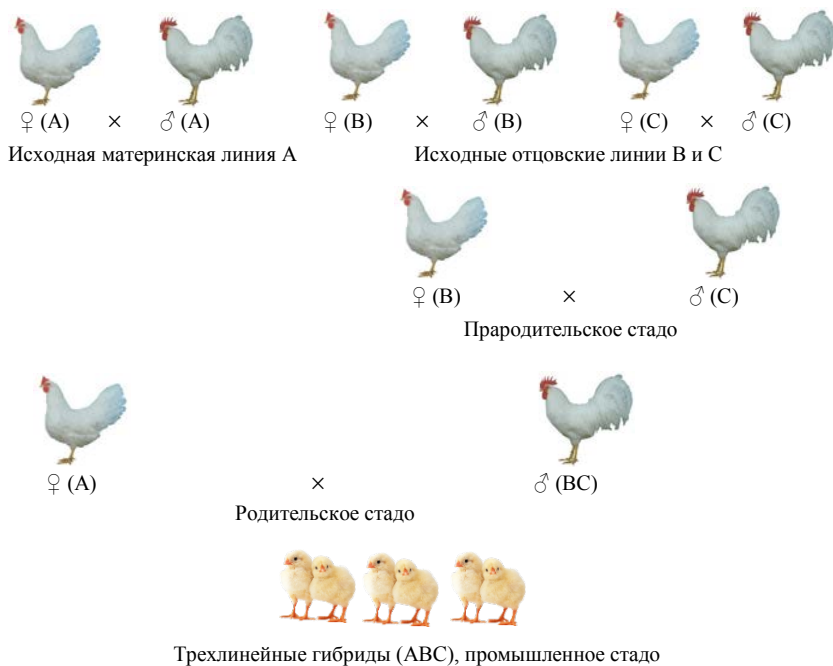 ♀ (A) × ♂ (A) ♀ (B) × ♂ (B) ♀ (C) × ♂ (C)
Исходная материнская линия А Исходные отцовские линии В и С
♀ (B) × ♂ (C)
Прародительское стадо
♀ (A) × ♂ (BC)
Родительское стадо
Трехлинейные гибриды (АВС), промышленное стадо